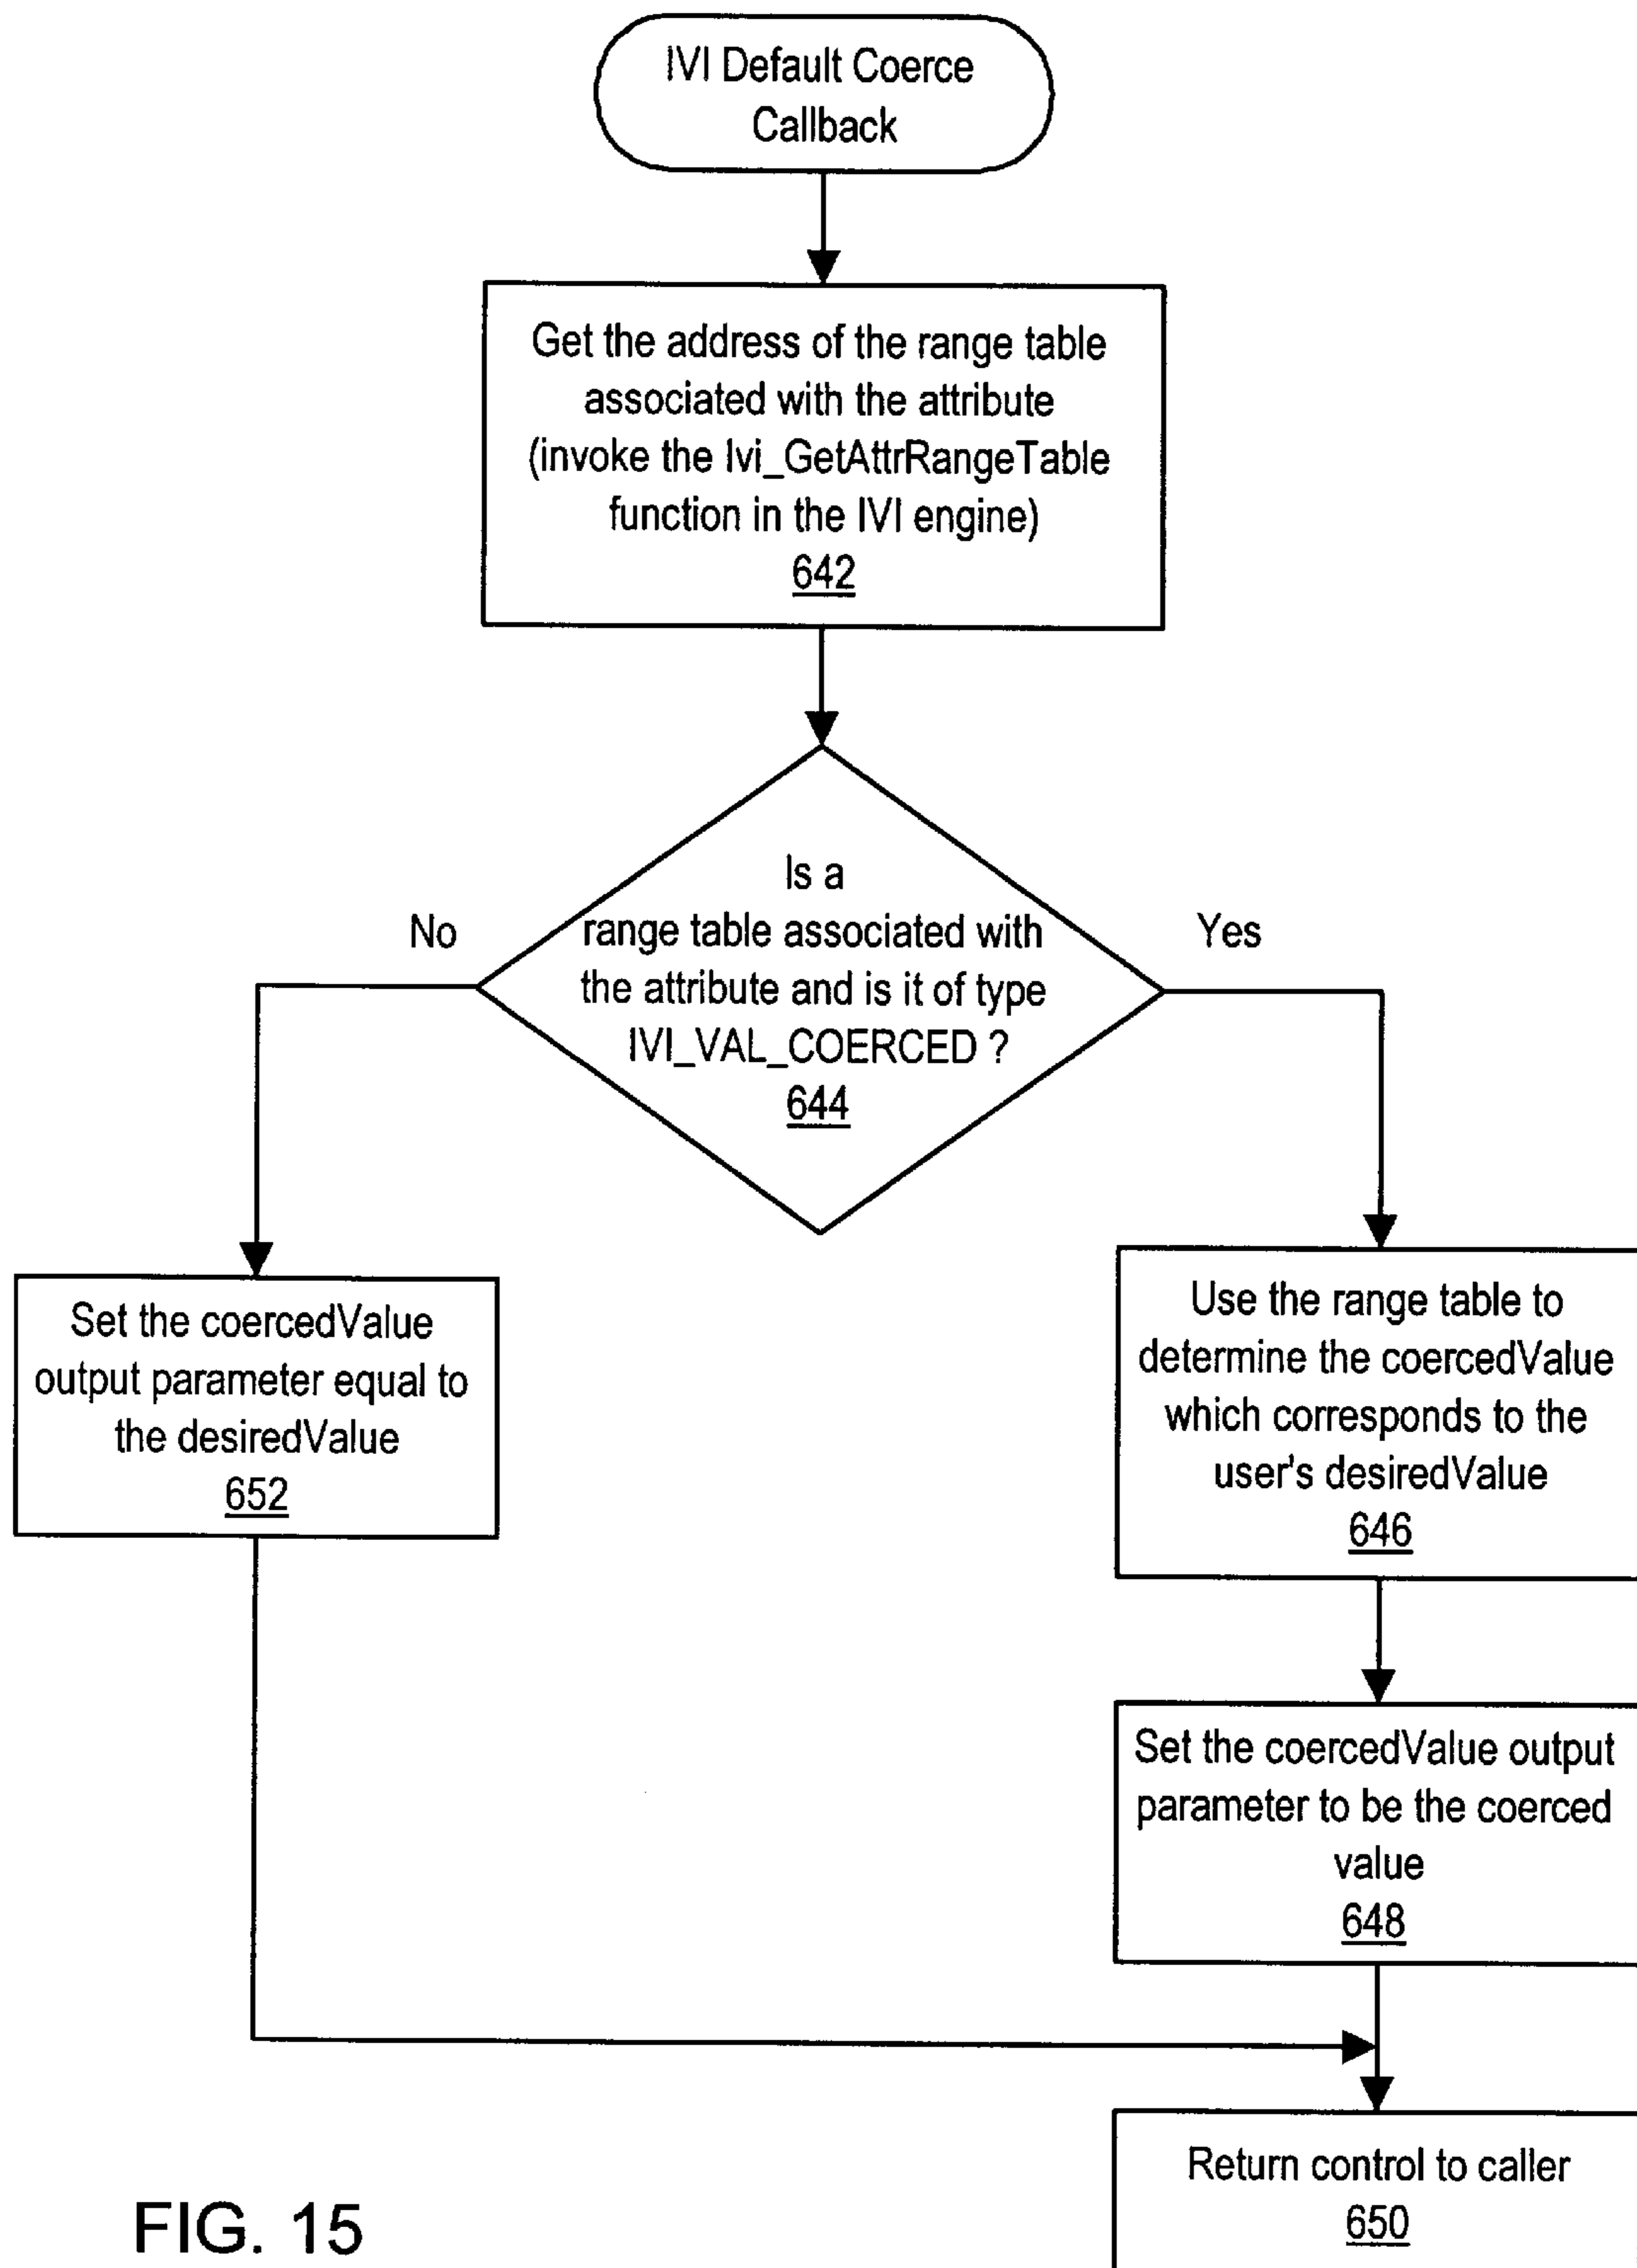 IVI Default Coerce
Callback
Get the address of the range table
associated with the attribute
(invoke the Ivi_GetAttrRangeTable
function in the IVI engine)
642
Is a
range table associated with
the attribute and is it of type
IVI_VAL_COERCED ?
644
No
Yes
Set the coercedValue
output parameter equal to
the desiredValue
652
Use the range table to
determine the coercedValue
which corresponds to the
user's desiredValue
646
Set the coercedValue output
parameter to be the coerced
value
648
Return control to caller
650
FIG. 15